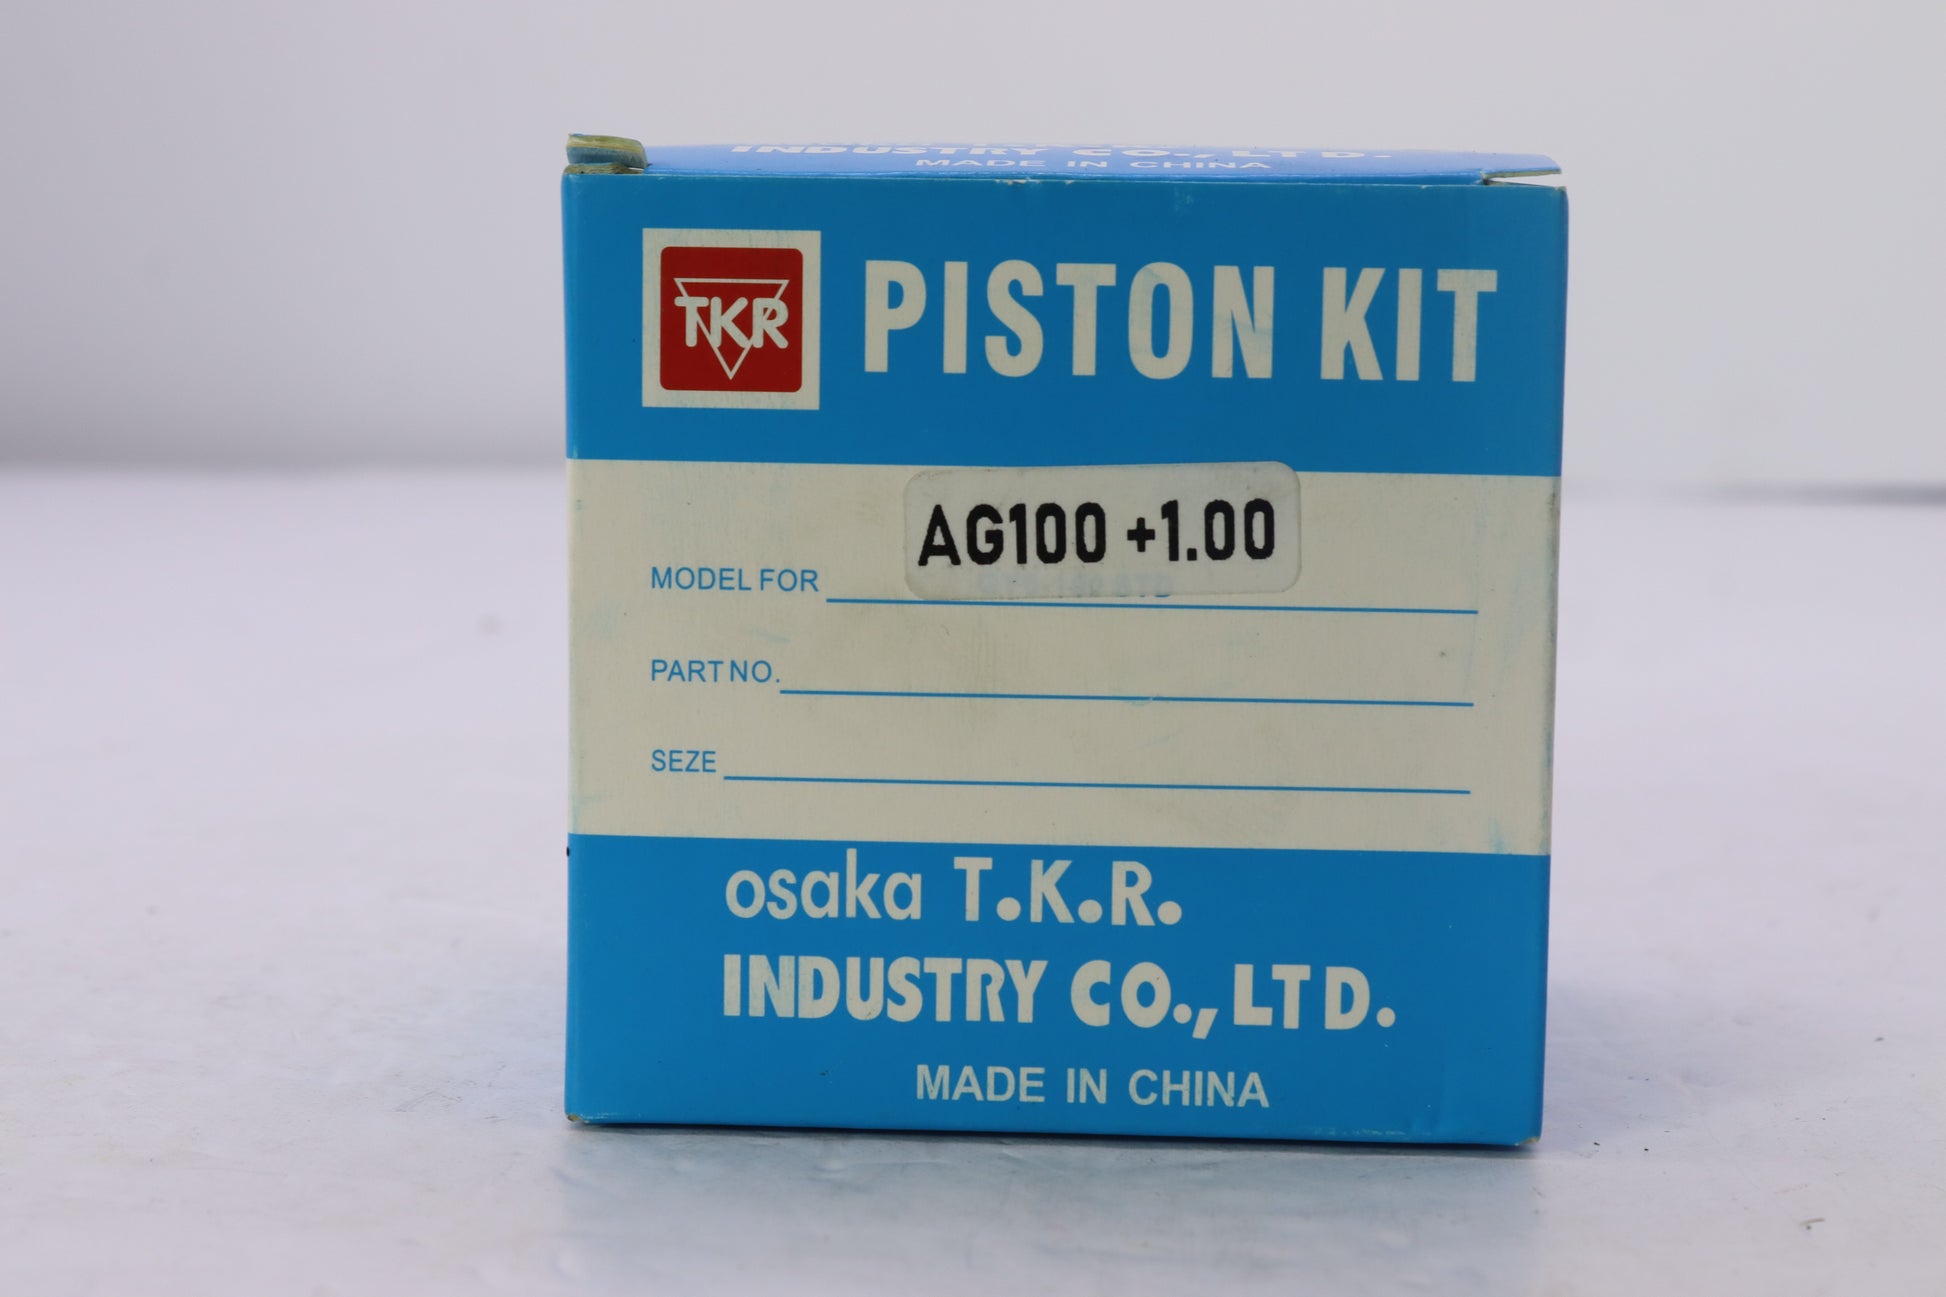 INDUSTRY CO., LTD.
MADE IN CHINA
TKR
PISTON KIT
AG100 +1.00
MODEL FOR
PART NO.
SEZE
osaka T.K.R.
INDUSTRY CO., LTD.
MADE IN CHINA